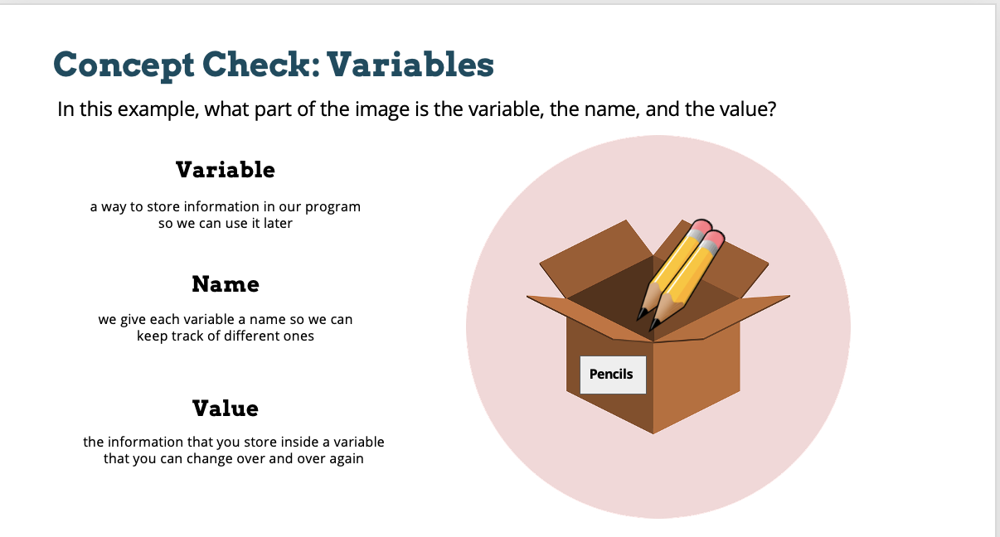 Concept Check: Variables
In this example, what part of the image is the variable, the name, and the value?
Variable
a way to store information in our program
so we can use it later
Name
we give each variable a name so we can
keep track of different ones
Value
the information that you store inside a variable
that you can change over and over again
Pencils